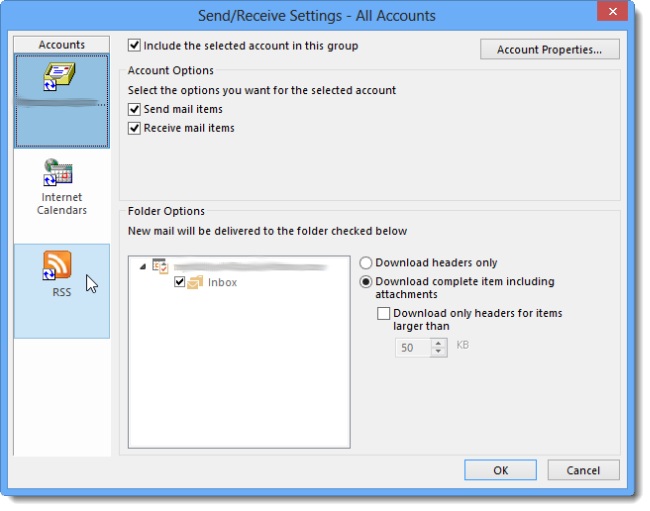 Send/Receive Settings - All Accounts
Accounts
Include the selected account in this group
Account Properties...
Account Options
Select the options you want for the selected account
Send mail items
Receive mail items
Internet
Calendars
RSS
Folder Options
New mail will be delivered to the folder checked below
Inbox
Download headers only
Download complete item including
attachments
Download only headers for items
larger than
50 KB
OK
Cancel